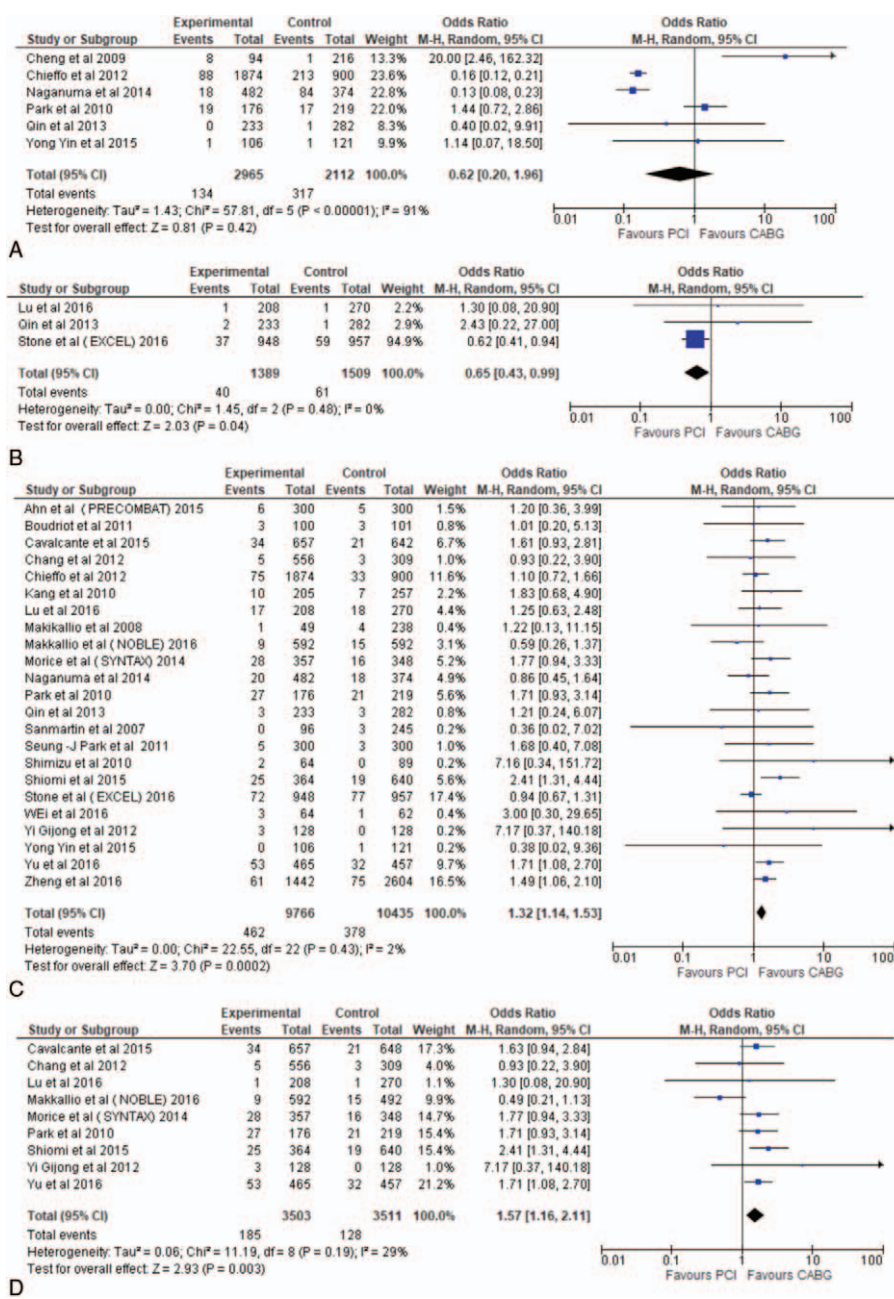 Experimental Control Odds Ratio Odds Ratio
Study or Subgroup Events Total Events Total Weight M-H, Random, 95% CI M-H, Random, 95% CI
Cheng et al 2009 8 94 1 216 13.3% 20.00 [2.46, 162.32]
Chieffo et al 2012 88 1874 213 900 23.6% 0.16 [0.12, 0.21]
Naganuma et al 2014 18 482 84 374 22.8% 0.13 [0.08, 0.23]
Park et al 2010 19 176 17 219 22.0% 1.44 [0.72, 2.86]
Qin et al 2013 0 233 1 282 8.3% 0.40 [0.02, 9.91]
Yong Yin et al 2015 1 106 1 121 9.9% 1.14 [0.07, 18.50]
Total (95% CI) 2965 2112 100.0% 0.62 [0.20, 1.96]
Total events 134 317
Heterogeneity: Tau² = 1.43; Chi² = 57.81, df = 5 (P < 0.00001); I² = 91%
Test for overall effect: Z = 0.81 (P = 0.42)
0.01 0.1 1 10 100
Favours PCI Favours CABG
A
Experimental Control Odds Ratio Odds Ratio
Study or Subgroup Events Total Events Total Weight M-H, Random, 95% CI M-H, Random, 95% CI
Lu et al 2016 1 208 1 270 2.2% 1.30 [0.08, 20.90]
Qin et al 2013 2 233 1 282 2.9% 2.43 [0.22, 27.00]
Stone et al ( EXCEL) 2016 37 948 59 957 94.9% 0.62 [0.41, 0.94]
Total (95% CI) 1389 1509 100.0% 0.65 [0.43, 0.99]
Total events 40 61
Heterogeneity: Tau² = 0.00; Chi² = 1.45, df = 2 (P = 0.48); I² = 0%
Test for overall effect: Z = 2.03 (P = 0.04)
0.01 0.1 1 10 100
Favours PCI Favours CABG
B
Experimental Control Odds Ratio Odds Ratio
Study or Subgroup Events Total Events Total Weight M-H, Random, 95% CI M-H, Random, 95% CI
Ahn et al ( PRECOMBAT) 2015 6 300 5 300 1.5% 1.20 [0.36, 3.99]
Boudriot et al 2011 3 100 3 101 0.8% 1.01 [0.20, 5.13]
Cavalcante et al 2015 34 657 21 642 6.7% 1.61 [0.93, 2.81]
Chang et al 2012 5 556 3 309 1.0% 0.93 [0.22, 3.90]
Chieffo et al 2012 75 1874 33 900 11.6% 1.10 [0.72, 1.66]
Kang et al 2010 10 205 7 257 2.2% 1.83 [0.68, 4.90]
Lu et al 2016 17 208 18 270 4.4% 1.25 [0.63, 2.48]
Makikallio et al 2008 1 49 4 238 0.4% 1.22 [0.13, 11.15]
Makkallio et al ( NOBLE) 2016 9 592 15 592 3.1% 0.59 [0.26, 1.37]
Morice et al ( SYNTAX) 2014 28 357 16 348 5.2% 1.77 [0.94, 3.33]
Naganuma et al 2014 20 482 18 374 5.0% 0.86 [0.45, 1.64]
Park et al 2010 27 176 21 219 5.6% 1.71 [0.93, 3.14]
Qin et al 2013 3 233 3 282 0.8% 1.21 [0.24, 6.07]
Sanmartin et al 2007 0 96 3 245 0.2% 0.36 [0.02, 7.02]
Seung -J Park et al 2011 5 300 3 300 1.0% 1.68 [0.40, 7.08]
Shimizu et al 2010 2 64 0 89 0.2% 7.16 [0.34, 151.72]
Shiomi et al 2015 25 364 19 640 5.6% 2.41 [1.31, 4.44]
Stone et al ( EXCEL) 2016 72 948 77 957 17.4% 0.94 [0.67, 1.31]
WEi et al 2016 3 64 1 62 0.4% 3.00 [0.30, 29.65]
Yi Gijong et al 2012 3 128 0 128 0.2% 7.17 [0.37, 140.18]
Yong Yin et al 2015 0 106 1 121 0.2% 0.38 [0.02, 9.36]
Yu et al 2016 53 465 32 457 9.7% 1.71 [1.08, 2.70]
Zheng et al 2016 61 1442 75 2604 16.5% 1.49 [1.06, 2.10]
Total (95% CI) 9766 10435 100.0% 1.32 [1.14, 1.53]
Total events 462 378
Heterogeneity: Tau² = 0.00; Chi² = 22.55, df = 22 (P = 0.43); I² = 2%
Test for overall effect: Z = 3.70 (P = 0.0002)
0.01 0.1 1 10 100
Favours PCI Favours CABG
C
Experimental Control Odds Ratio Odds Ratio
Study or Subgroup Events Total Events Total Weight M-H, Random, 95% CI M-H, Random, 95% CI
Cavalcante et al 2015 34 657 21 648 17.3% 1.63 [0.94, 2.84]
Chang et al 2012 5 556 3 309 4.0% 0.93 [0.22, 3.90]
Lu et al 2016 1 208 1 270 1.1% 1.30 [0.08, 20.90]
Makkallio et al ( NOBLE) 2016 9 592 15 492 9.9% 0.49 [0.21, 1.13]
Morice et al ( SYNTAX) 2014 28 357 16 348 14.7% 1.77 [0.94, 3.33]
Park et al 2010 27 176 21 219 15.4% 1.71 [0.93, 3.14]
Shiomi et al 2015 25 364 19 640 15.4% 2.41 [1.31, 4.44]
Yi Gijong et al 2012 3 128 0 128 1.0% 7.17 [0.37, 140.18]
Yu et al 2016 53 465 32 457 21.2% 1.71 [1.08, 2.70]
Total (95% CI) 3503 3511 100.0% 1.57 [1.16, 2.11]
Total events 185 128
Heterogeneity: Tau² = 0.06; Chi² = 11.19, df = 8 (P = 0.19); I² = 29%
Test for overall effect: Z = 2.93 (P = 0.003)
0.01 0.1 1 10 100
Favours PCI Favours CABG
D